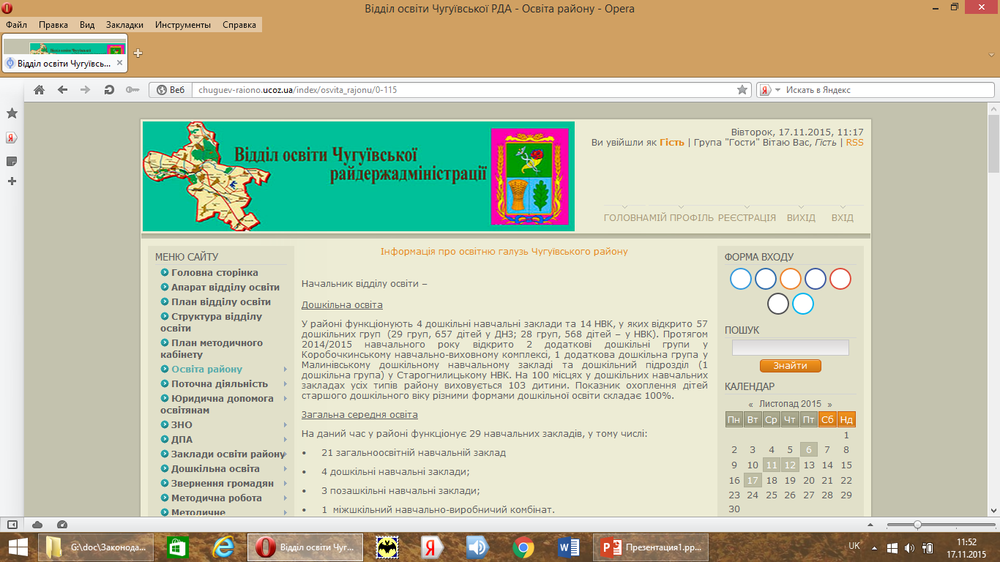 Відділ освіти Чугуївської РДА - Освіта району - Opera
Файл Правка Вид Закладки Инструменты Справка
Відділ освіти Чугуївсь...
Веб chuguev-raiono.ucoz.ua/index/osvita_rajonu/0-115 Искать в Яндекс
Відділ освіти Чугуївської
райдержадміністрації
Вівторок, 17.11.2015, 11:17
Ви увійшли як Гість | Група "Гости" Вітаю Вас, Гість | RSS
ГОЛОВНА МІЙ ПРОФІЛЬ РЕЄСТРАЦІЯ ВИХІД ВХІД
МЕНЮ САЙТУ
Головна сторінка
Апарат відділу освіти
План відділу освіти
Структура відділу
освіти
План методичного
кабінету
Освіта району
Поточна діяльність
Юридична допомога
освітянам
ЗНО
ДПА
Заклади освіти району
Дошкільна освіта
Звернення громадян
Методична робота
Методичне
Інформація про освітню галузь Чугуївського району
Начальник відділу освіти –
Дошкільна освіта
У районі функціонують 4 дошкільні навчальні заклади та 14 НВК, у яких відкрито 57
дошкільних груп (29 груп, 657 дітей у ДНЗ; 28 груп, 568 дітей – у НВК). Протягом
2014/2015 навчального року відкрито 2 додаткові дошкільні групи у
Коробочкинському навчально-виховному комплексі, 1 додаткова дошкільна група у
Малинівському дошкільному навчальному закладі та дошкільний підрозділ (1
дошкільна група) у Старогнилицькому НВК. На 100 місцях у дошкільних навчальних
закладах усіх типів району виховується 103 дитини. Показник охоплення дітей
старшого дошкільного віку різними формами дошкільної освіти складає 100%.
Загальна середня освіта
На даний час у районі функціонує 29 навчальних закладів, у тому числі:
• 21 загальноосвітній навчальній заклад
• 4 дошкільні навчальні заклади;
• 3 позашкільні навчальні заклади;
• 1 міжшкільний навчально-виробничий комбінат.
ФОРМА ВХОДУ
ПОШУК
Знайти
КАЛЕНДАР
« Листопад 2015 »
Пн Вт Ср Чт Пт Сб Нд
1
2 3 4 5 6 7 8
9 10 11 12 13 14 15
16 17 18 19 20 21 22
23 24 25 26 27 28 29
30
G:\doc\Законода... Відділ освіти Чуг... Презентация1.pp... UK 11:52
17.11.2015